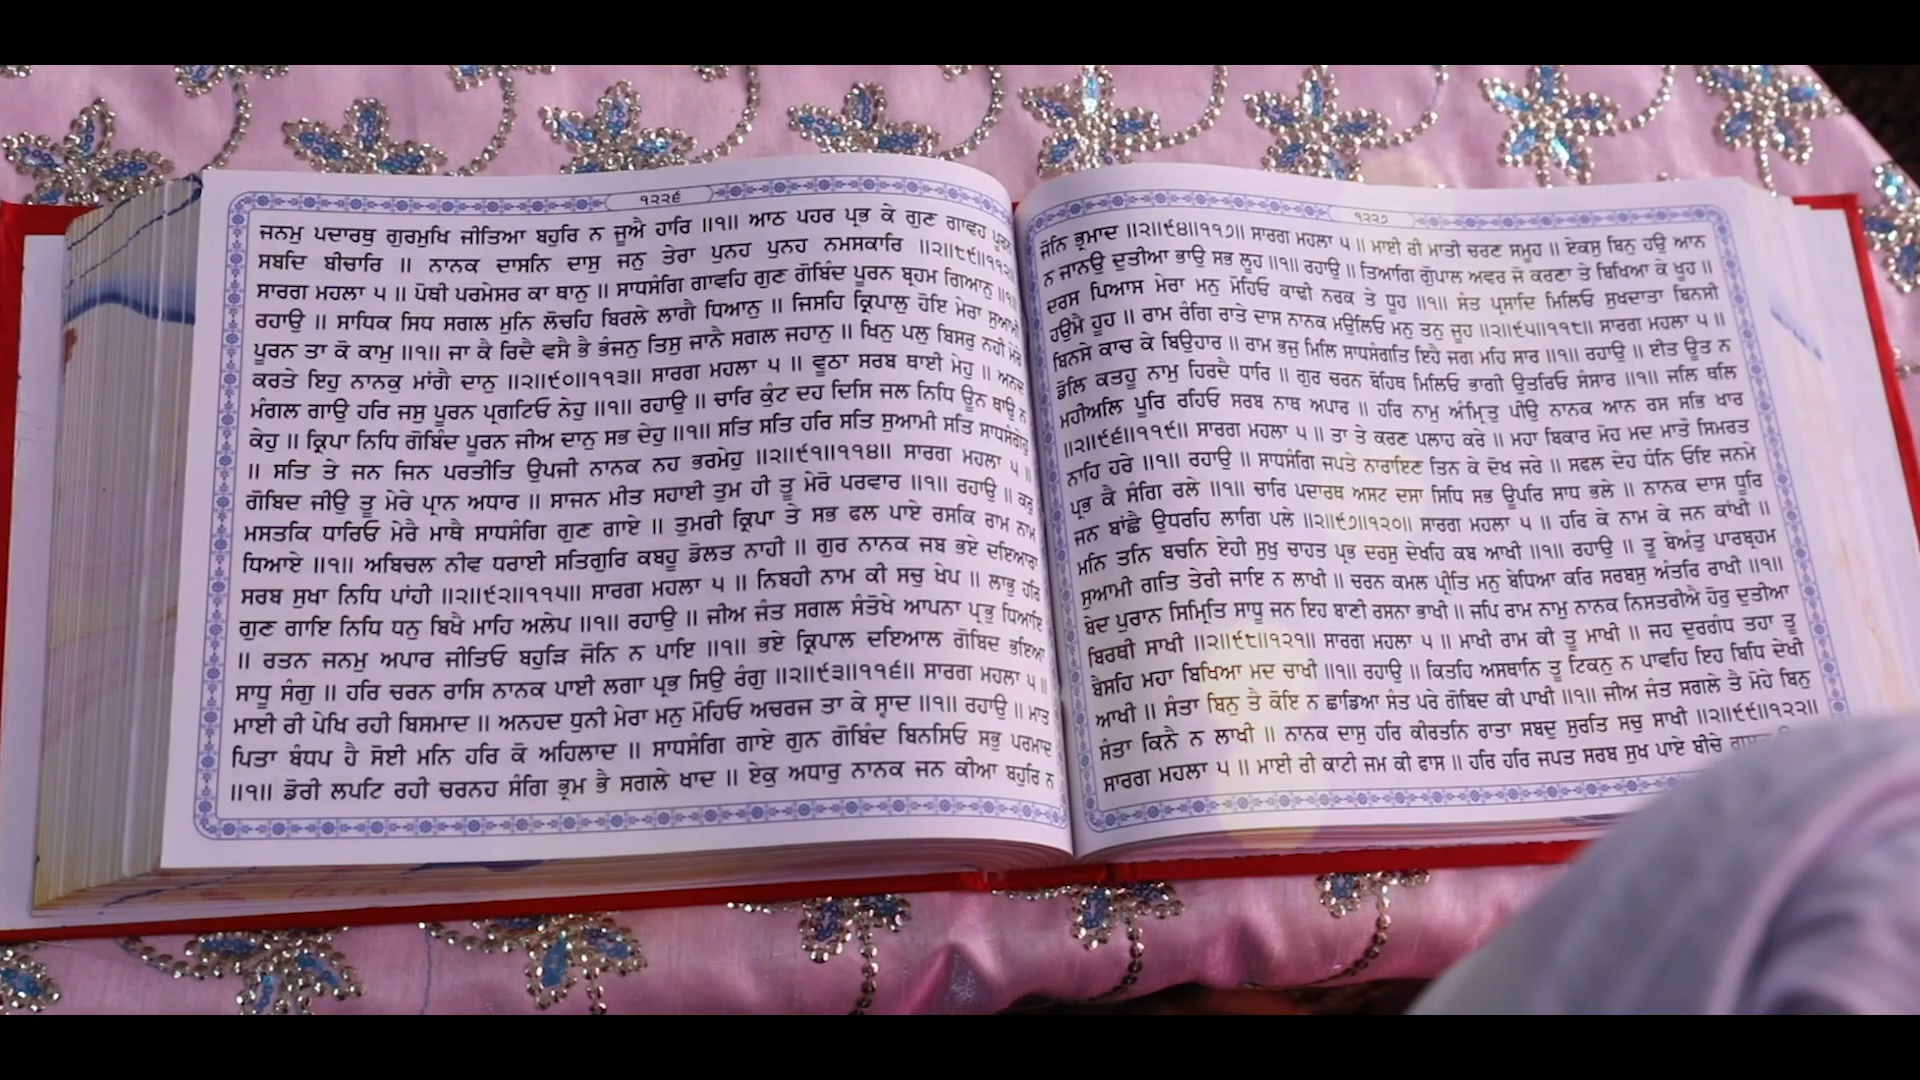 ੧੨੨੬
ਜਨਮੁ ਪਦਾਰਥੁ ਗੁਰਮੁਖਿ ਜੀਤਿਆ ਬਹੁਰਿ ਨ ਜੂਐ ਹਾਰਿ ॥੧॥ ਆਠ ਪਹਰ ਪ੍ਰਭ ਕੇ ਗੁਣ ਗਾਵਹ ਪੂਰਨ
ਸਬਦਿ ਬੀਚਾਰਿ ॥ ਨਾਨਕ ਦਾਸਨਿ ਦਾਸੁ ਜਨੁ ਤੇਰਾ ਪੁਨਹ ਪੁਨਹ ਨਮਸਕਾਰਿ ॥੨॥੮੯॥੧੧੨॥
ਸਾਰਗ ਮਹਲਾ ੫ ॥ ਪੋਥੀ ਪਰਮੇਸਰ ਕਾ ਥਾਨੁ ॥ ਸਾਧਸੰਗਿ ਗਾਵਹਿ ਗੁਣ ਗੋਬਿੰਦ ਪੂਰਨ ਬ੍ਰਹਮ ਗਿਆਨੁ ॥੧॥
ਰਹਾਉ ॥ ਸਾਧਿਕ ਸਿਧ ਸਗਲ ਮੁਨਿ ਲੋਚਹਿ ਬਿਰਲੇ ਲਾਗੈ ਧਿਆਨੁ ॥ ਜਿਸਹਿ ਕ੍ਰਿਪਾਲੁ ਹੋਇ ਮੇਰਾ ਸੁਆਮੀ
ਪੂਰਨ ਤਾ ਕੋ ਕਾਮੁ ॥੧॥ ਜਾ ਕੈ ਰਿਦੈ ਵਸੈ ਭੈ ਭੰਜਨੁ ਤਿਸੁ ਜਾਨੈ ਸਗਲ ਜਹਾਨੁ ॥ ਖਿਨੁ ਪਲੁ ਬਿਸਰੁ ਨਹੀ ਮੇਰੇ
ਕਰਤੇ ਇਹੁ ਨਾਨਕੁ ਮਾਂਗੈ ਦਾਨੁ ॥੨॥੯੦॥੧੧੩॥ ਸਾਰਗ ਮਹਲਾ ੫ ॥ ਵੂਠਾ ਸਰਬ ਥਾਈ ਮੇਹੁ ॥ ਅਨਦ
ਮੰਗਲ ਗਾਉ ਹਰਿ ਜਸੁ ਪੂਰਨ ਪ੍ਰਗਟਿਓ ਨੇਹੁ ॥੧॥ ਰਹਾਉ ॥ ਚਾਰਿ ਕੁੰਟ ਦਹ ਦਿਸਿ ਜਲ ਨਿਧਿ ਊਨ ਥਾਉ ਨ
ਕੇਹੁ ॥ ਕ੍ਰਿਪਾ ਨਿਧਿ ਗੋਬਿੰਦ ਪੂਰਨ ਜੀਅ ਦਾਨੁ ਸਭ ਦੇਹੁ ॥੧॥ ਸਤਿ ਸਤਿ ਹਰਿ ਸਤਿ ਸੁਆਮੀ ਸਤਿ ਸਾਧਸੰਗੇਹੁ
॥ ਸਤਿ ਤੇ ਜਨ ਜਿਨ ਪਰਤੀਤਿ ਉਪਜੀ ਨਾਨਕ ਨਹ ਭਰਮੇਹੁ ॥੨॥੯੧॥੧੧੪॥ ਸਾਰਗ ਮਹਲਾ ੫ ॥
ਗੋਬਿਦ ਜੀਉ ਤੂ ਮੇਰੇ ਪ੍ਰਾਨ ਅਧਾਰ ॥ ਸਾਜਨ ਮੀਤ ਸਹਾਈ ਤੁਮ ਹੀ ਤੂ ਮੇਰੋ ਪਰਵਾਰ ॥੧॥ ਰਹਾਉ ॥ ਕਰੁ
ਮਸਤਕਿ ਧਾਰਿਓ ਮੇਰੈ ਮਾਥੈ ਸਾਧਸੰਗਿ ਗੁਣ ਗਾਏ ॥ ਤੁਮਰੀ ਕ੍ਰਿਪਾ ਤੇ ਸਭ ਫਲ ਪਾਏ ਰਸਕਿ ਰਾਮ ਨਾਮ
ਧਿਆਏ ॥੧॥ ਅਬਿਚਲ ਨੀਵ ਧਰਾਈ ਸਤਿਗੁਰਿ ਕਬਹੂ ਡੋਲਤ ਨਾਹੀ ॥ ਗੁਰ ਨਾਨਕ ਜਬ ਭਏ ਦਇਆਰਾ
ਸਰਬ ਸੁਖਾ ਨਿਧਿ ਪਾਂਹੀ ॥੨॥੯੨॥੧੧੫॥ ਸਾਰਗ ਮਹਲਾ ੫ ॥ ਨਿਬਹੀ ਨਾਮ ਕੀ ਸਚੁ ਖੇਪ ॥ ਲਾਭੁ ਹਰਿ
ਗੁਣ ਗਾਇ ਨਿਧਿ ਧਨੁ ਬਿਖੈ ਮਾਹਿ ਅਲੇਪ ॥੧॥ ਰਹਾਉ ॥ ਜੀਅ ਜੰਤ ਸਗਲ ਸੰਤੋਖੇ ਆਪਨਾ ਪ੍ਰਭੁ ਧਿਆਇ
॥ ਰਤਨ ਜਨਮੁ ਅਪਾਰ ਜੀਤਿਓ ਬਹੁੜਿ ਜੋਨਿ ਨ ਪਾਇ ॥੧॥ ਭਏ ਕ੍ਰਿਪਾਲ ਦਇਆਲ ਗੋਬਿਦ ਭਇਆ
ਸਾਧੂ ਸੰਗੁ ॥ ਹਰਿ ਚਰਨ ਰਾਸਿ ਨਾਨਕ ਪਾਈ ਲਗਾ ਪ੍ਰਭ ਸਿਉ ਰੰਗੁ ॥੨॥੯੩॥੧੧੬॥ ਸਾਰਗ ਮਹਲਾ ੫ ॥
ਮਾਈ ਰੀ ਪੇਖਿ ਰਹੀ ਬਿਸਮਾਦ ॥ ਅਨਹਦ ਧੁਨੀ ਮੇਰਾ ਮਨੁ ਮੋਹਿਓ ਅਚਰਜ ਤਾ ਕੇ ਸ੍ਵਾਦ ॥੧॥ ਰਹਾਉ ॥ ਮਾਤ
ਪਿਤਾ ਬੰਧਪ ਹੈ ਸੋਈ ਮਨਿ ਹਰਿ ਕੋ ਅਹਿਲਾਦ ॥ ਸਾਧਸੰਗਿ ਗਾਏ ਗੁਨ ਗੋਬਿੰਦ ਬਿਨਸਿਓ ਸਭੁ ਪਰਮਾਦ
॥੧॥ ਡੋਰੀ ਲਪਟਿ ਰਹੀ ਚਰਨਹ ਸੰਗਿ ਭ੍ਰਮ ਭੈ ਸਗਲੇ ਖਾਦ ॥ ਏਕੁ ਅਧਾਰੁ ਨਾਨਕ ਜਨ ਕੀਆ ਬਹੁਰਿ ਨ
੧੨੨੭
ਜੋਨਿ ਭ੍ਰਮਾਦ ॥੨॥੯੪॥੧੧੭॥ ਸਾਰਗ ਮਹਲਾ ੫ ॥ ਮਾਈ ਰੀ ਮਾਤੀ ਚਰਣ ਸਮੂਹ ॥ ਏਕਸੁ ਬਿਨੁ ਹਉ ਆਨ
ਨ ਜਾਨਉ ਦੁਤੀਆ ਭਾਉ ਸਭ ਲੂਹ ॥੧॥ ਰਹਾਉ ॥ ਤਿਆਗਿ ਗੁੋਪਾਲ ਅਵਰ ਜੋ ਕਰਣਾ ਤੇ ਬਿਖਿਆ ਕੇ ਖੂਹ ॥
ਦਰਸ ਪਿਆਸ ਮੇਰਾ ਮਨੁ ਮੋਹਿਓ ਕਾਢੀ ਨਰਕ ਤੇ ਧੂਹ ॥੧॥ ਸੰਤ ਪ੍ਰਸਾਦਿ ਮਿਲਿਓ ਸੁਖਦਾਤਾ ਬਿਨਸੀ
ਹਉਮੈ ਹੂਹ ॥ ਰਾਮ ਰੰਗਿ ਰਾਤੇ ਦਾਸ ਨਾਨਕ ਮਉਲਿਓ ਮਨੁ ਤਨੁ ਜੂਹ ॥੨॥੯੫॥੧੧੮॥ ਸਾਰਗ ਮਹਲਾ ੫ ॥
ਬਿਨਸੇ ਕਾਚ ਕੇ ਬਿਉਹਾਰ ॥ ਰਾਮ ਭਜੁ ਮਿਲਿ ਸਾਧਸੰਗਤਿ ਇਹੈ ਜਗ ਮਹਿ ਸਾਰ ॥੧॥ ਰਹਾਉ ॥ ਈਤ ਊਤ ਨ
ਡੋਲਿ ਕਤਹੂ ਨਾਮੁ ਹਿਰਦੈ ਧਾਰਿ ॥ ਗੁਰ ਚਰਨ ਬੋਹਿਥ ਮਿਲਿਓ ਭਾਗੀ ਉਤਰਿਓ ਸੰਸਾਰ ॥੧॥ ਜਲਿ ਥਲਿ
ਮਹੀਅਲਿ ਪੂਰਿ ਰਹਿਓ ਸਰਬ ਨਾਥ ਅਪਾਰ ॥ ਹਰਿ ਨਾਮੁ ਅੰਮ੍ਰਿਤੁ ਪੀਉ ਨਾਨਕ ਆਨ ਰਸ ਸਭਿ ਖਾਰ
॥੨॥੯੬॥੧੧੯॥ ਸਾਰਗ ਮਹਲਾ ੫ ॥ ਤਾ ਤੇ ਕਰਣ ਪਲਾਹ ਕਰੇ ॥ ਮਹਾ ਬਿਕਾਰ ਮੋਹ ਮਦ ਮਾਤੌ ਸਿਮਰਤ
ਨਾਹਿ ਹਰੇ ॥੧॥ ਰਹਾਉ ॥ ਸਾਧਸੰਗਿ ਜਪਤੇ ਨਾਰਾਇਣ ਤਿਨ ਕੇ ਦੋਖ ਜਰੇ ॥ ਸਫਲ ਦੇਹ ਧੰਨਿ ਓਇ ਜਨਮੇ
ਪ੍ਰਭ ਕੈ ਸੰਗਿ ਰਲੇ ॥੧॥ ਚਾਰਿ ਪਦਾਰਥ ਅਸਟ ਦਸਾ ਸਿਧਿ ਸਭ ਊਪਰਿ ਸਾਧ ਭਲੇ ॥ ਨਾਨਕ ਦਾਸ ਧੂਰਿ
ਜਨ ਬਾਂਛੈ ਉਧਰਹਿ ਲਾਗਿ ਪਲੇ ॥੨॥੯੭॥੧੨੦॥ ਸਾਰਗ ਮਹਲਾ ੫ ॥ ਹਰਿ ਕੇ ਨਾਮ ਕੇ ਜਨ ਕਾਂਖੀ ॥
ਮਨਿ ਤਨਿ ਬਚਨਿ ਏਹੀ ਸੁਖੁ ਚਾਹਤ ਪ੍ਰਭ ਦਰਸੁ ਦੇਖਹਿ ਕਬ ਆਖੀ ॥੧॥ ਰਹਾਉ ॥ ਤੂ ਬੇਅੰਤੁ ਪਾਰਬ੍ਰਹਮ
ਸੁਆਮੀ ਗਤਿ ਤੇਰੀ ਜਾਇ ਨ ਲਾਖੀ ॥ ਚਰਨ ਕਮਲ ਪ੍ਰੀਤਿ ਮਨੁ ਬੇਧਿਆ ਕਰਿ ਸਰਬਸੁ ਅੰਤਰਿ ਰਾਖੀ ॥੧॥
ਬੇਦ ਪੁਰਾਨ ਸਿਮ੍ਰਿਤਿ ਸਾਧੂ ਜਨ ਇਹ ਬਾਣੀ ਰਸਨਾ ਭਾਖੀ ॥ ਜਪਿ ਰਾਮ ਨਾਮੁ ਨਾਨਕ ਨਿਸਤਰੀਐ ਹੋਰੁ ਦੁਤੀਆ
ਬਿਰਥੀ ਸਾਖੀ ॥੨॥੯੮॥੧੨੧॥ ਸਾਰਗ ਮਹਲਾ ੫ ॥ ਮਾਖੀ ਰਾਮ ਕੀ ਤੂ ਮਾਖੀ ॥ ਜਹ ਦੁਰਗੰਧ ਤਹਾ ਤੂ
ਬੈਸਹਿ ਮਹਾ ਬਿਖਿਆ ਮਦ ਚਾਖੀ ॥੧॥ ਰਹਾਉ ॥ ਕਿਤਹਿ ਅਸਥਾਨਿ ਤੂ ਟਿਕਨੁ ਨ ਪਾਵਹਿ ਇਹ ਬਿਧਿ ਦੇਖੀ
ਆਖੀ ॥ ਸੰਤਾ ਬਿਨੁ ਤੈ ਕੋਇ ਨ ਛਾਡਿਆ ਸੰਤ ਪਰੇ ਗੋਬਿਦ ਕੀ ਪਾਖੀ ॥੧॥ ਜੀਅ ਜੰਤ ਸਗਲੇ ਤੈ ਮੋਹੇ ਬਿਨੁ
ਸੰਤਾ ਕਿਨੈ ਨ ਲਾਖੀ ॥ ਨਾਨਕ ਦਾਸੁ ਹਰਿ ਕੀਰਤਨਿ ਰਾਤਾ ਸਬਦੁ ਸੁਰਤਿ ਸਚੁ ਸਾਖੀ ॥੨॥੯੯॥੧੨੨॥
ਸਾਰਗ ਮਹਲਾ ੫ ॥ ਮਾਈ ਰੀ ਕਾਟੀ ਜਮ ਕੀ ਫਾਸ ॥ ਹਰਿ ਹਰਿ ਜਪਤ ਸਰਬ ਸੁਖ ਪਾਏ ਬੀਚੇ